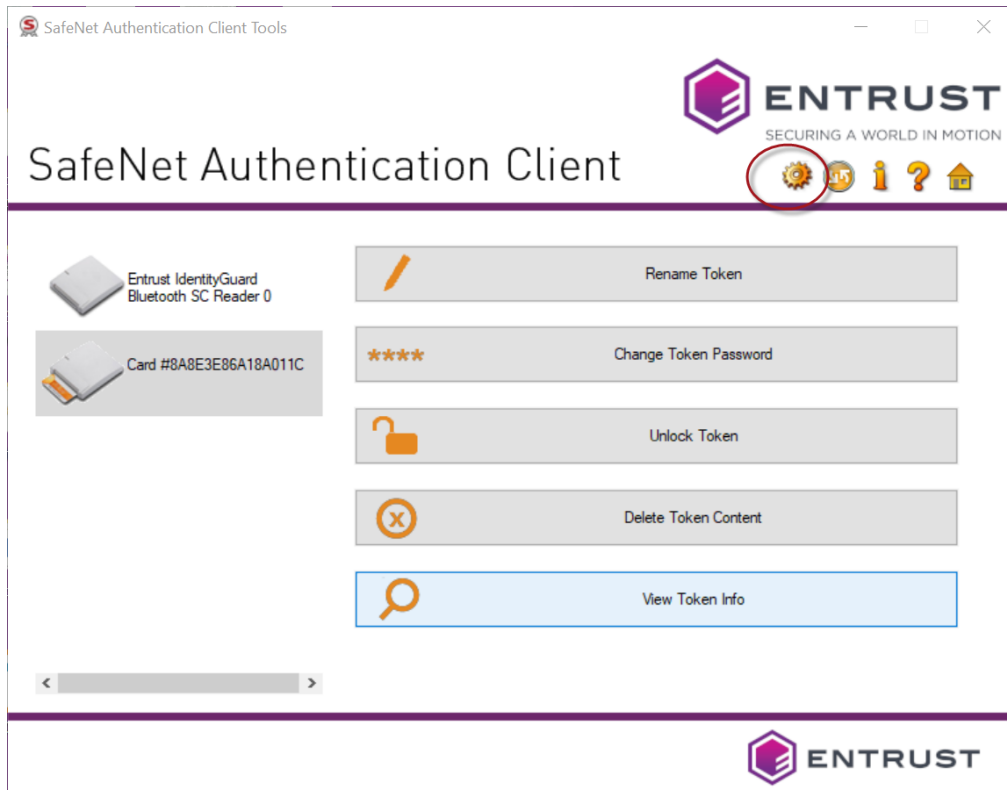 SafeNet Authentication Client Tools
ENTRUST
SECURING A WORLD IN MOTION
SafeNet Authentication Client
Entrust IdentityGuard
Bluetooth SC Reader 0
Card #8A8E3E86A18A011C
Rename Token
****
Change Token Password
Unlock Token
Delete Token Content
View Token Info
ENTRUST